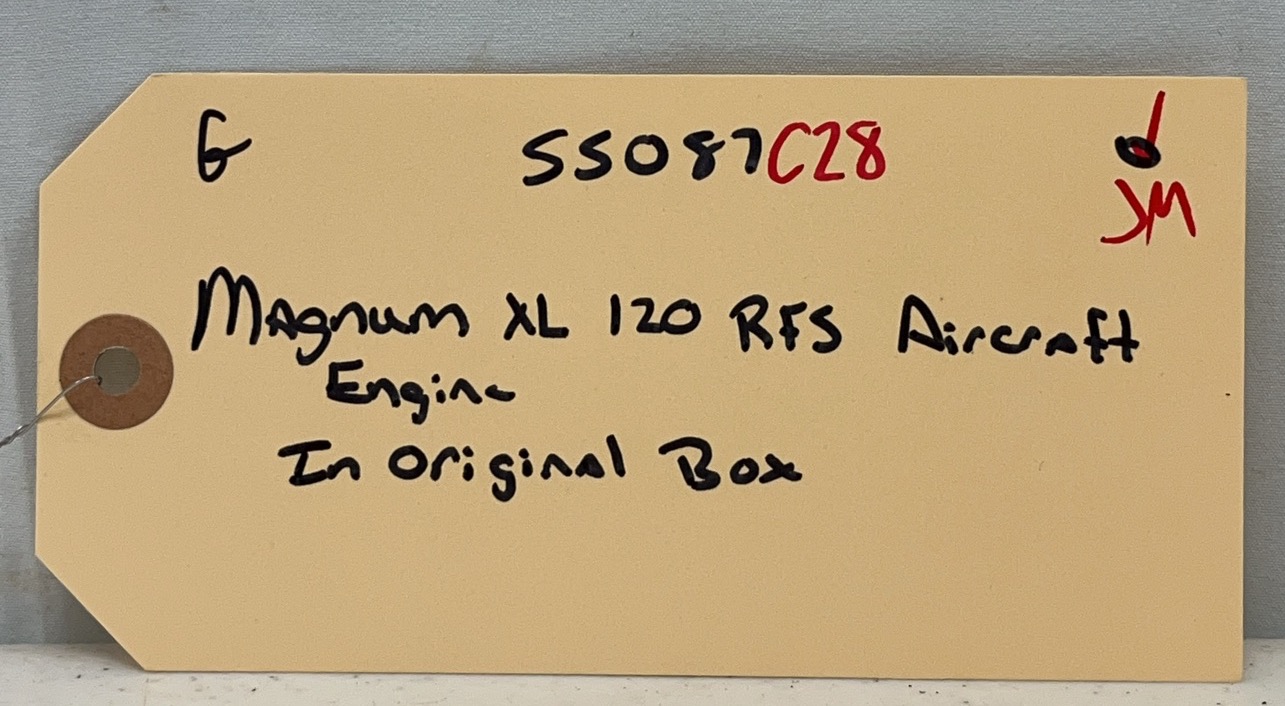 G 55087C28
JM
Magnum XL 120 RFS Aircraft
Engine
In Original Box